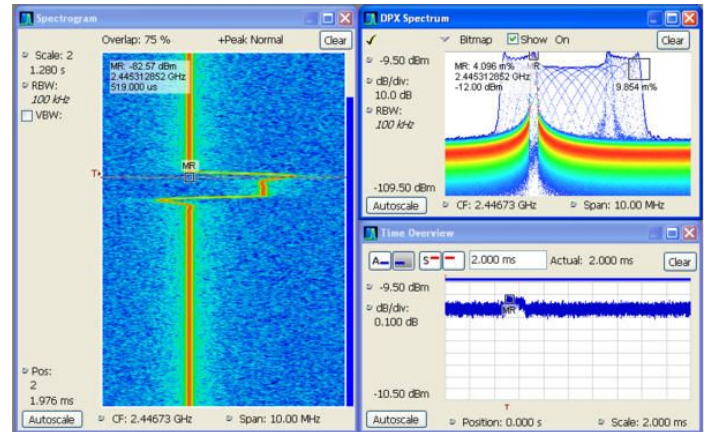 Spectrogram
Overlap: 75 %
+Peak Normal
Clear
Scale: 2
1.280 s
RBW:
100 kHz
VBW:
MR: -82.57 dBm
2.445312852 GHz
519.000 us
MR
T
Pos:
2
1.976 ms
Autoscale
CF: 2.44673 GHz
Span: 10.00 MHz
DPX Spectrum
Bitmap
Show
On
Clear
-9.50 dBm
dB/div:
10.0 dB
RBW:
100 kHz
-109.50 dBm
MR: 4.096 m%
2.445312852 GHz
-12.00 dBm
MR
9.854 m%
Autoscale
CF: 2.44673 GHz
Span: 10.00 MHz
Time Overview
A
S
2.000 ms
Actual: 2.000 ms
Clear
-9.50 dBm
dB/div:
0.100 dB
MR
-10.50 dBm
T
Autoscale
Position: 0.000 s
Scale: 2.000 ms